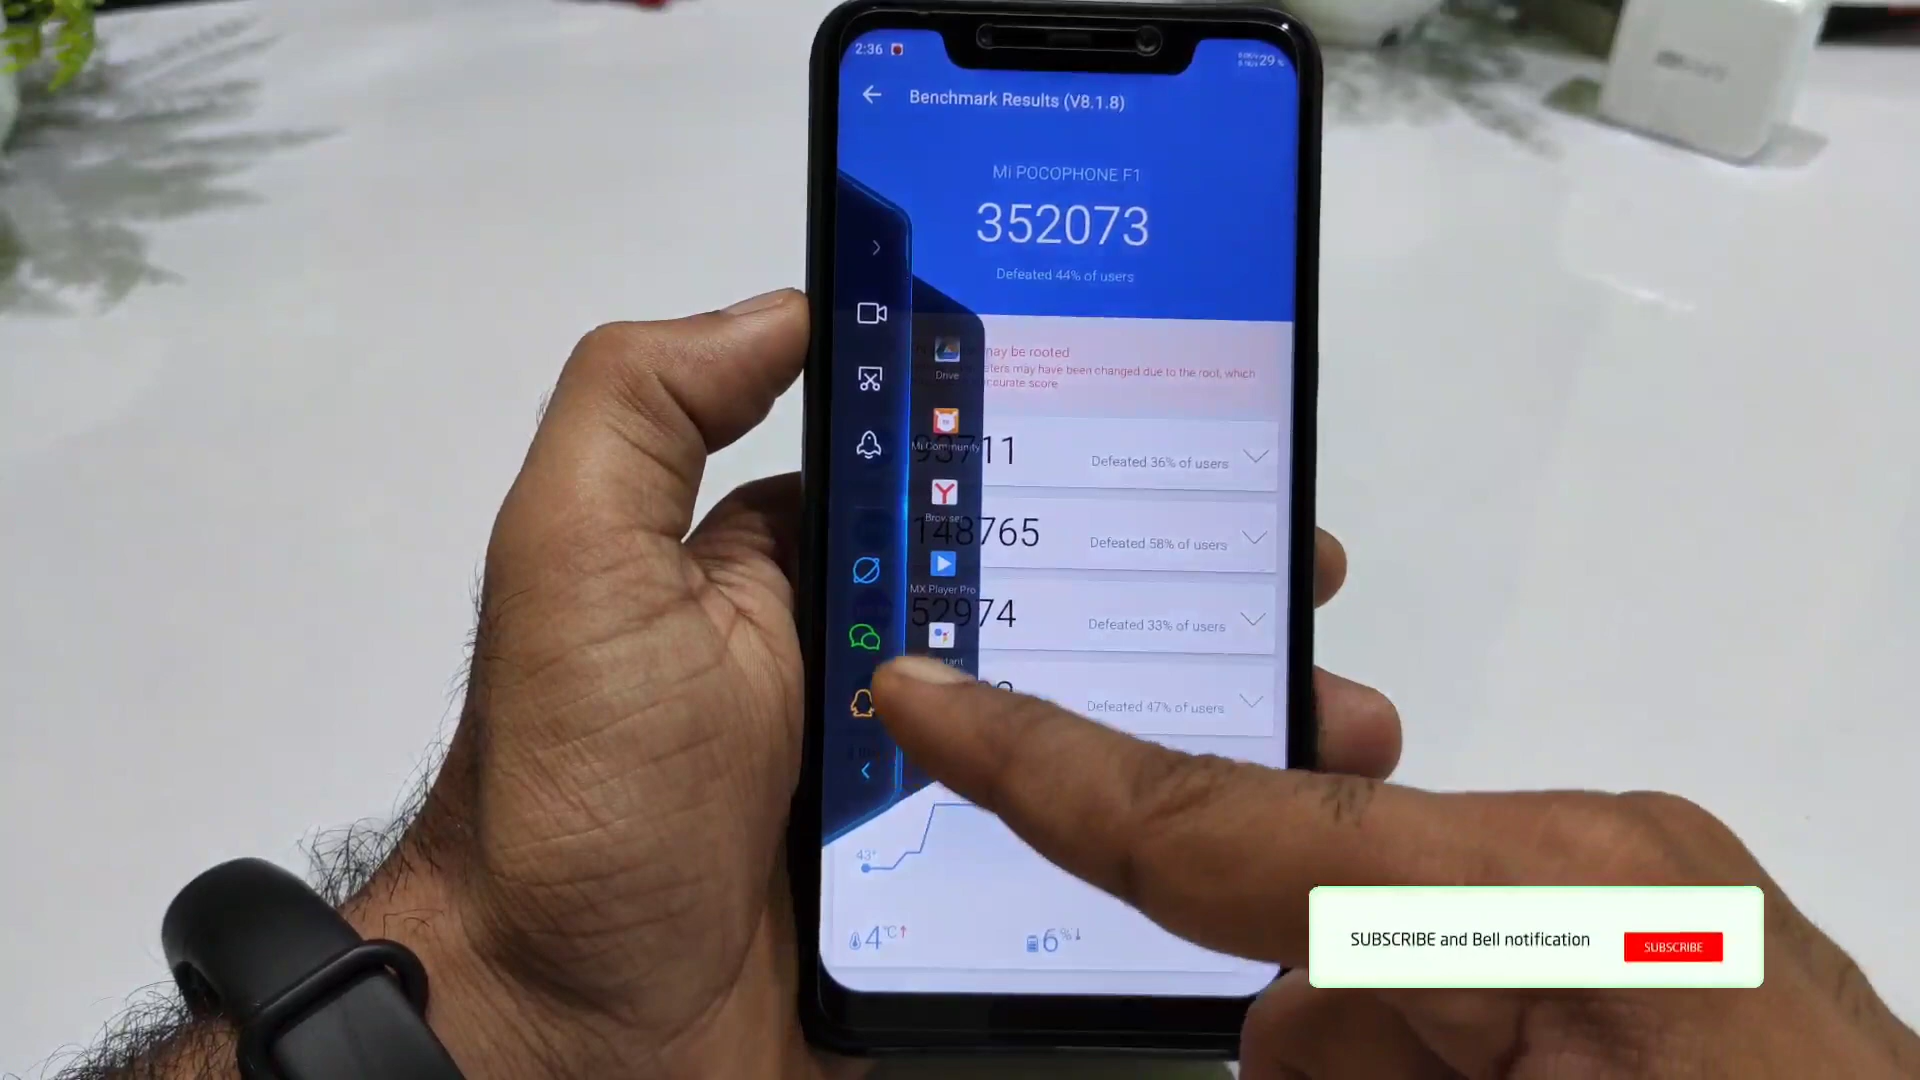 2:36
29 %
Benchmark Results (V8.1.8)
Mi POCOPHONE F1
352073
Defeated 44% of users
may be rooted
may have been changed due to the root, which
score
Drive
93711
Defeated 36% of users
Mi Community
Browser
148765
Defeated 58% of users
MX Player Pro
52974
Defeated 33% of users
Defeated 47% of users
43°
4 °C
6 %
SUBSCRIBE and Bell notification
SUBSCRIBE